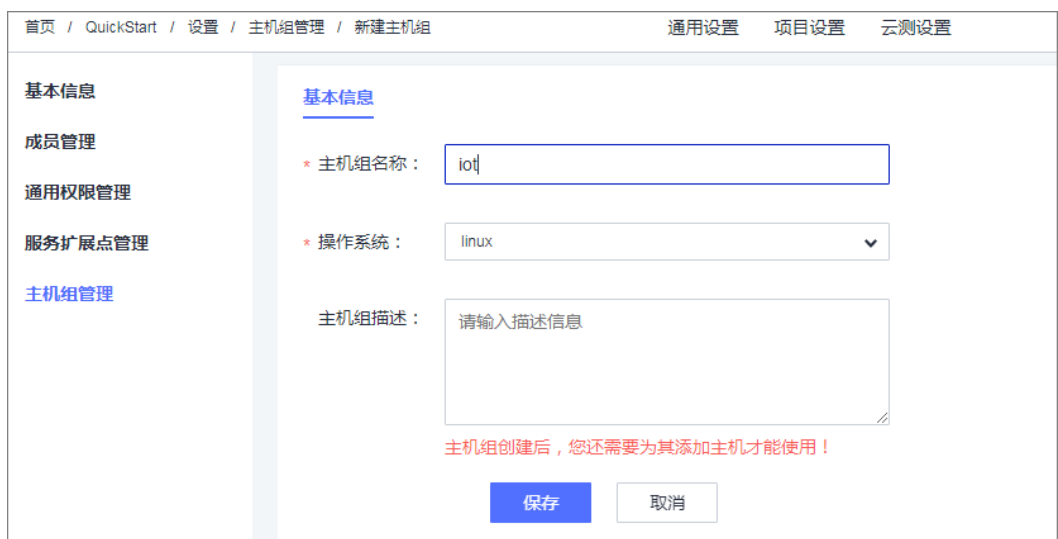 首页 / QuickStart / 设置 / 主机组管理 / 新建主机组 通用设置 项目设置 云测设置
基本信息
成员管理
通用权限管理
服务扩展点管理
主机组管理
基本信息
* 主机组名称： iot
* 操作系统： linux
主机组描述： 请输入描述信息
主机组创建后，您还需要为其添加主机才能使用！
保存 取消